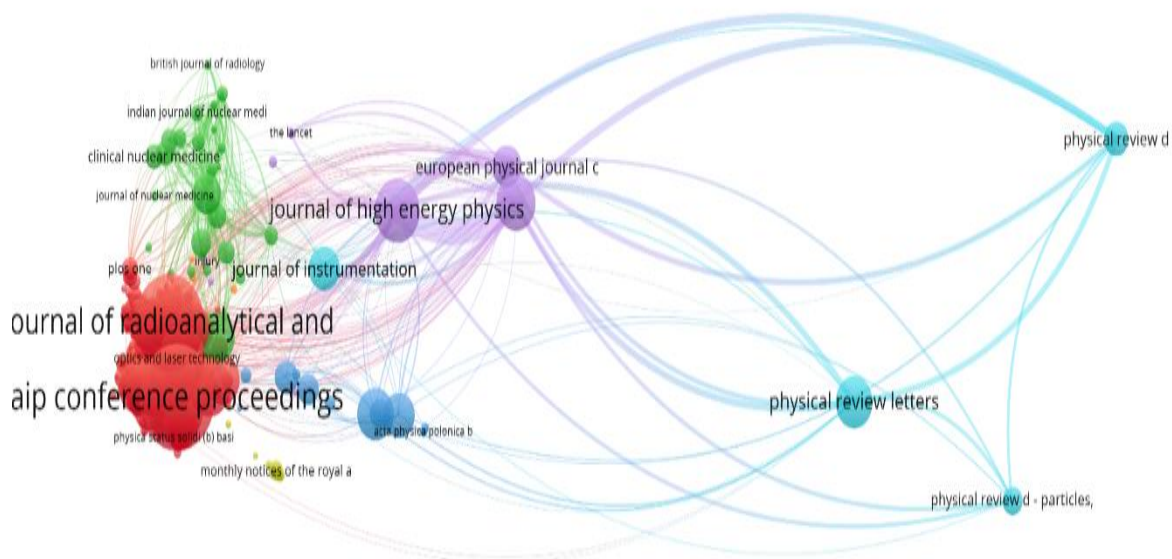 british journal of radiology
indian journal of nuclear medi
the lancet
physical review d
clinical nuclear medicine
european physical journal c
journal of nuclear medicine
journal of high energy physics
plos one
injury
journal of instrumentation
ournal of radioanalytical and
optics and laser technology
aip conference proceedings
physical review letters
acta physica polonica b
physica status solidi (b) basi
monthly notices of the royal a
physical review d - particles,